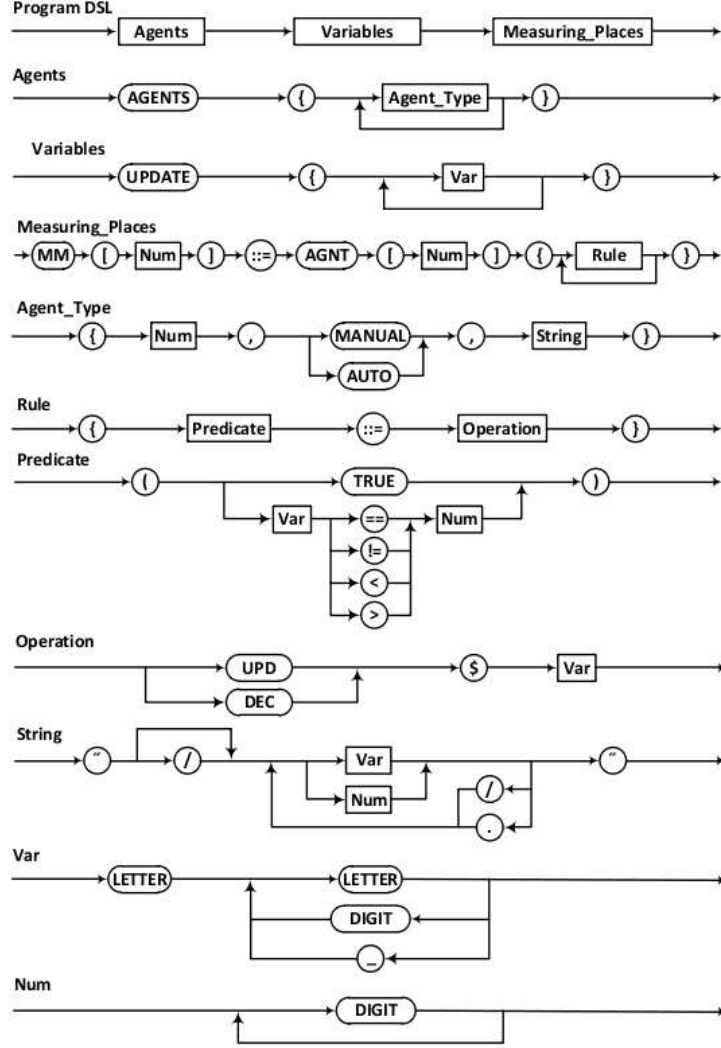 Program DSL
Agents Variables Measuring_Places
Agents
AGENTS { Agent_Type }
Variables
UPDATE { Var }
Measuring_Places
MM [ Num ] ::= AGNT [ Num ] { Rule }
Agent_Type
{ Num , MANUAL , String }
AUTO
Rule
{ Predicate ::= Operation }
Predicate
( TRUE )
Var == Num
!=
<
>
Operation
UPD $ Var
DEC
String
" / Var "
Num /
.
Var
LETTER LETTER
DIGIT
_
Num
DIGIT